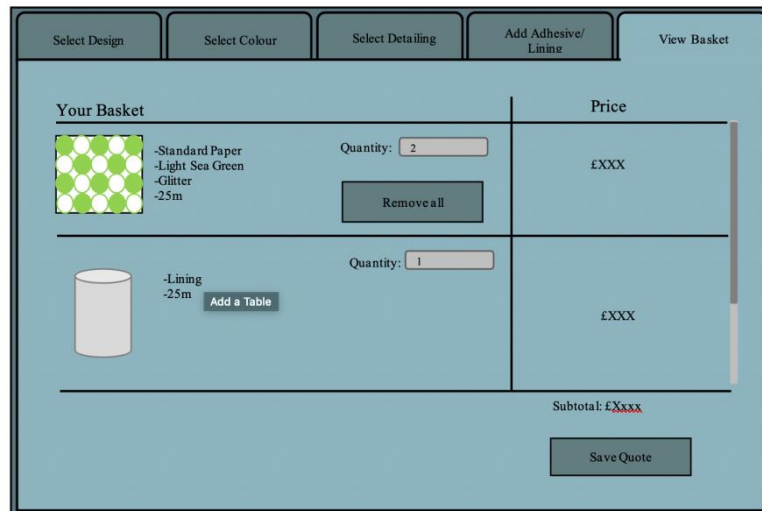 Select Design
Select Colour
Select Detailing
Add Adhesive/
Lining
View Basket
Your Basket
Price
-Standard Paper
-Light Sea Green
-Glitter
-25m
Quantity: 2
Remove all
£XXX
-Lining
-25m
Add a Table
Quantity: 1
£XXX
Subtotal: £Xxxx
Save Quote